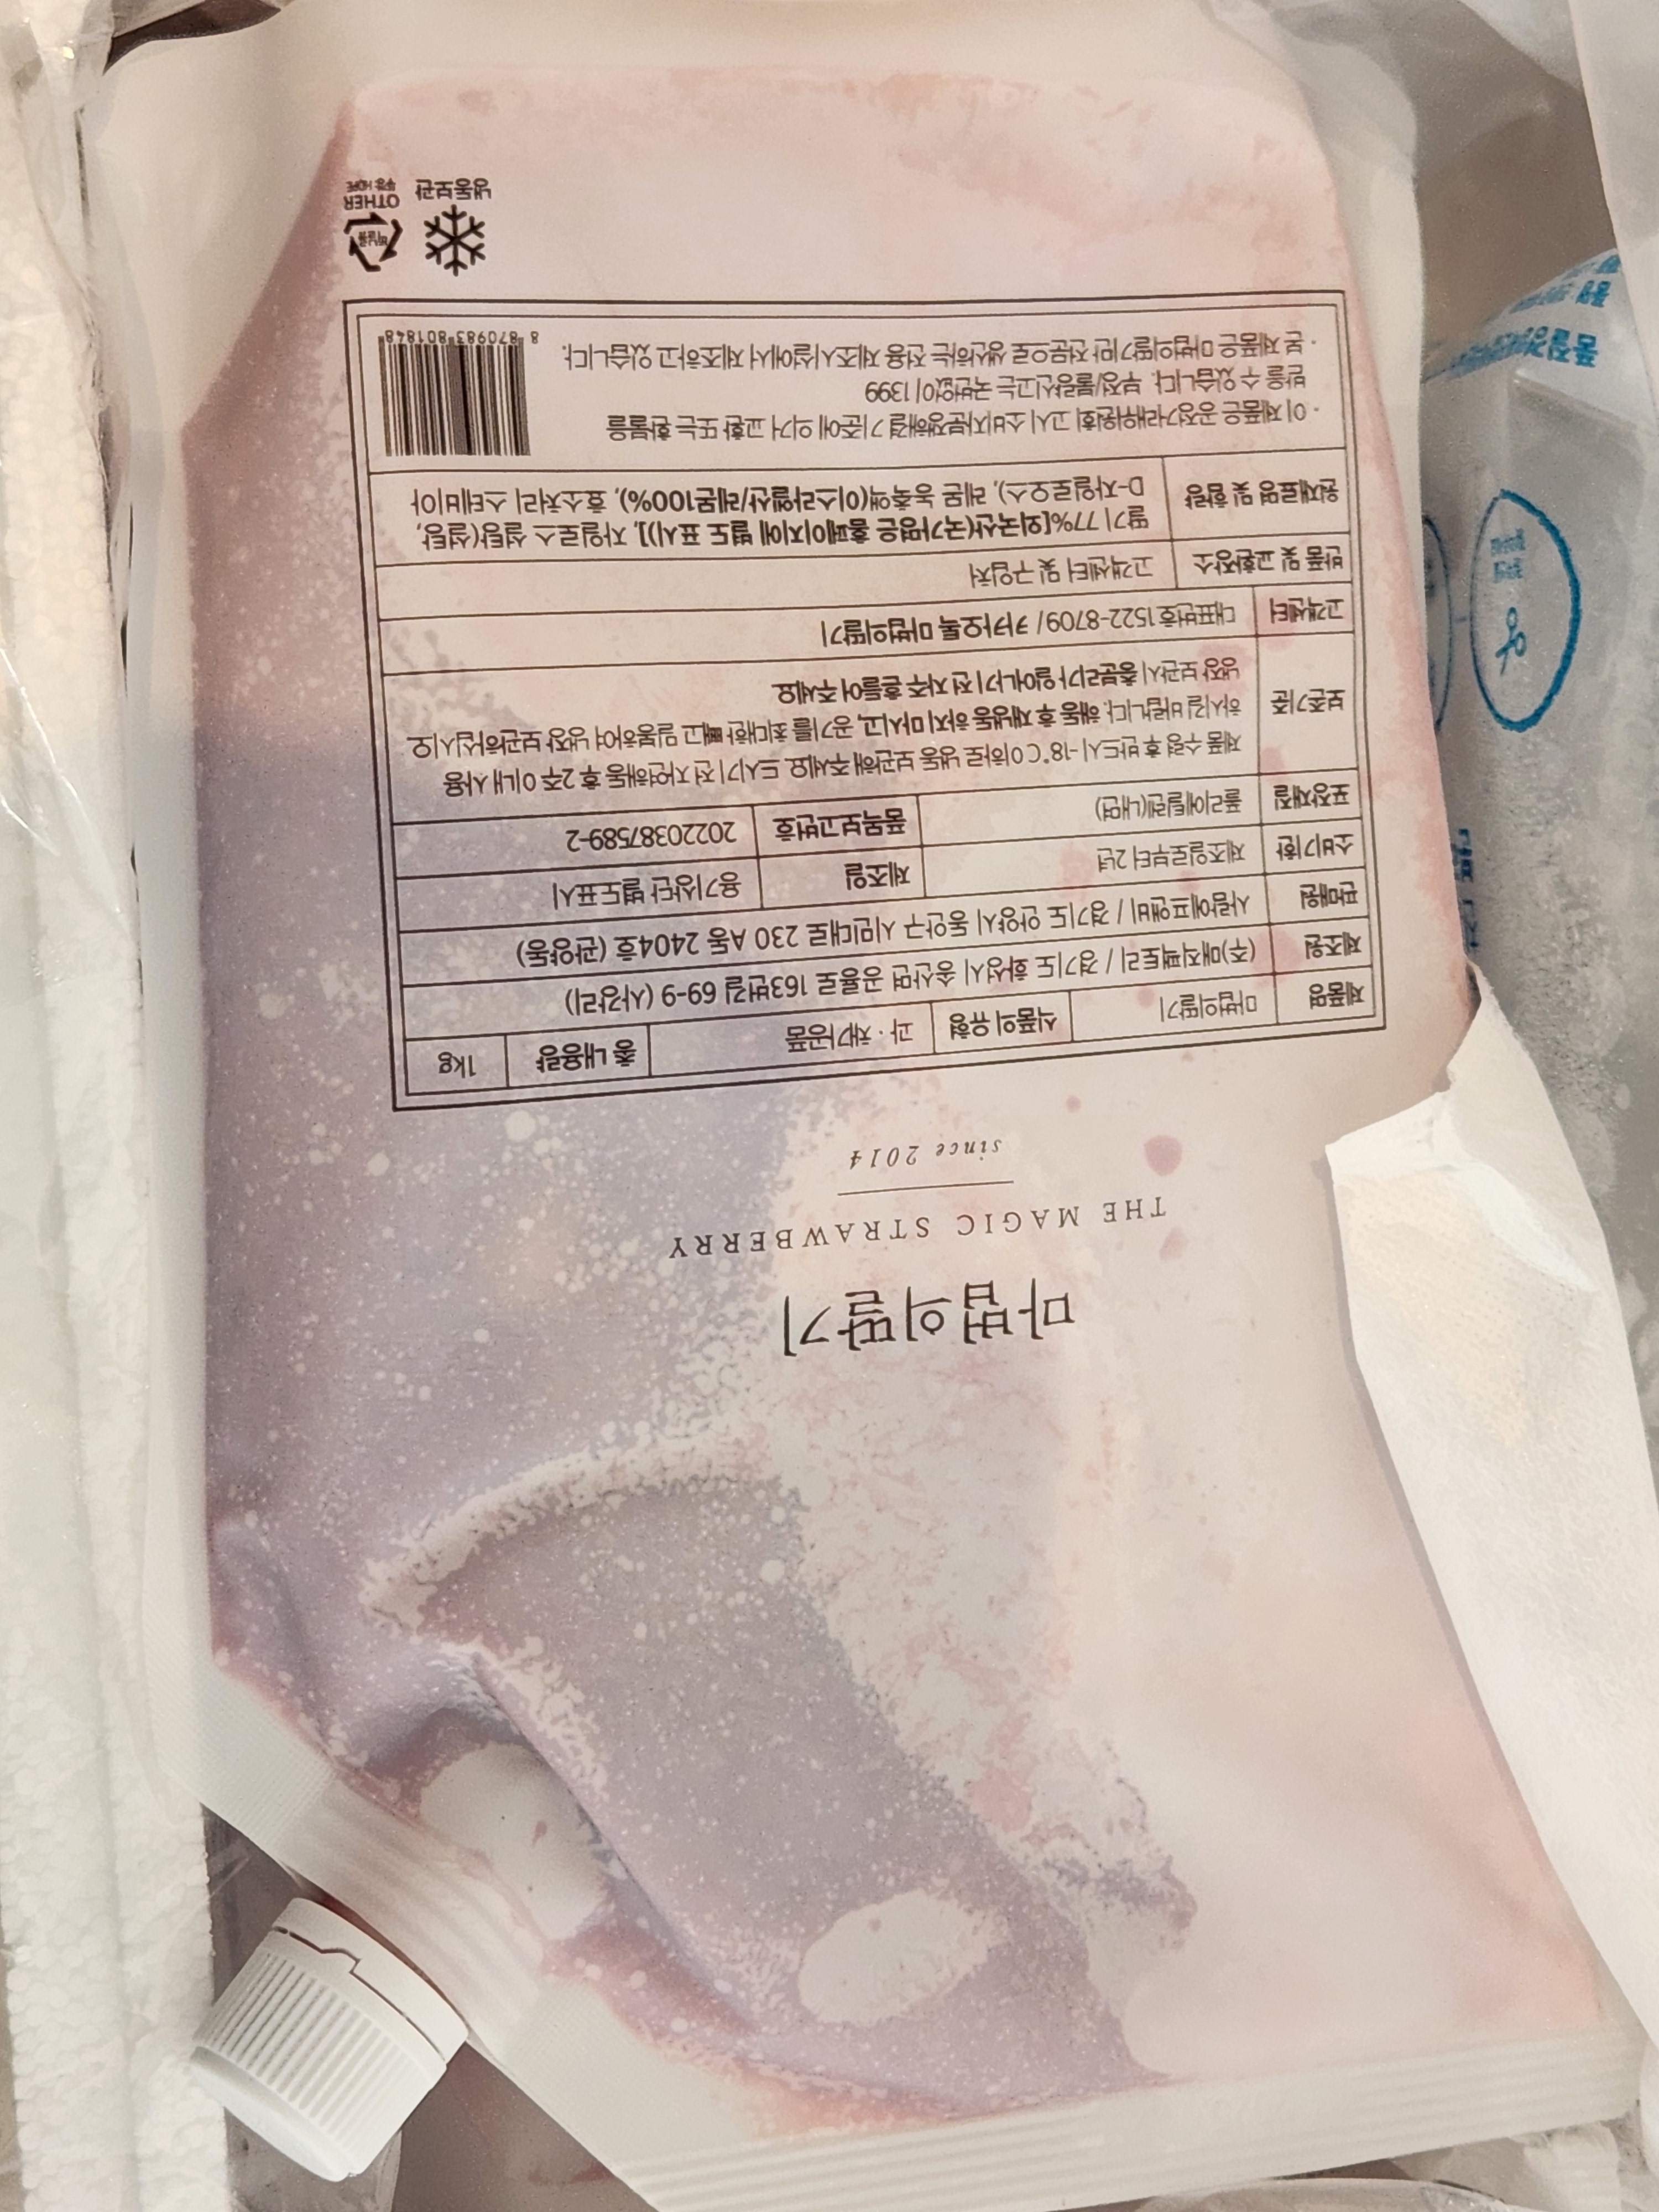 마법의딸기
THE MAGIC STRAWBERRY
since 2014
제품명 마법의딸기 식품의 유형 과·채가공품 총 내용량 1kg
제조원 (주)매직팩토리 / 경기도 화성시 송산면 공룡로 163번길 69-9 (사강리)
판매원 사람에프앤비 / 경기도 안양시 동안구 시민대로 230 A동 2404호 (관양동)
소비기한 제조일로부터 2년 제조일 용기상단 별도표시
포장재질 폴리에틸렌(내면) 품목보고번호 20220387589-2
보존기준 제품 수령 후 반드시 -18°C 이하로 냉동 보관해 주세요. 드시기 전 자연해동 후 2주 이내 사용
하시길 바랍니다. 해동 후 재냉동 하지 마시고, 공기를 최대한 빼고 밀봉하여 냉장 보관하십시오.
냉장 보관시 층분리가 일어나기 전 자주 흔들어 주세요.
고객센터 대표번호 1522-8709 / 카카오톡 마법의딸기
반품 및 교환장소 고객센터 및 구입처
원재료명 및 함량 딸기 77%[외국산(국가명은 홈페이지에 별도 표시)], 자일로스 설탕(설탕,
D-자일로오스), 레몬 농축액(이스라엘산/레몬100%), 효소처리 스테비아
· 이 제품은 공정거래위원회 고시 소비자분쟁해결기준에 의거 교환 또는 환불을
받을 수 있습니다. 부정/불량신고는 국번없이 1399
· 본 제품은 마법의딸기만 전문으로 생산하는 전용 제조시설에서 제조하고 있습니다.
8 870983 801848
냉동보관
비닐류
OTHER
뚜껑: HDPE